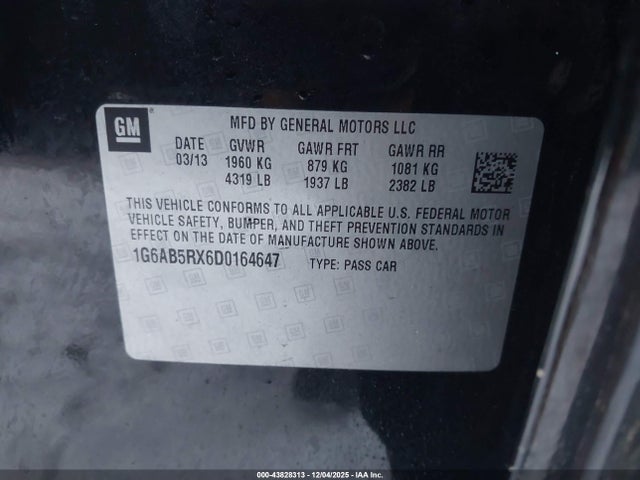 GM
MFD BY GENERAL MOTORS LLC
DATE GVWR GAWR FRT GAWR RR
03/13 1960 KG 879 KG 1081 KG
4319 LB 1937 LB 2382 LB
THIS VEHICLE CONFORMS TO ALL APPLICABLE U.S. FEDERAL MOTOR
VEHICLE SAFETY, BUMPER, AND THEFT PREVENTION STANDARDS
IN EFFECT ON THE DATE OF MANUFACTURE SHOWN ABOVE.
1G6AB5RX6D0164647 TYPE: PASS CAR
000-43828313 - 12/04/2025 - IAA Inc.